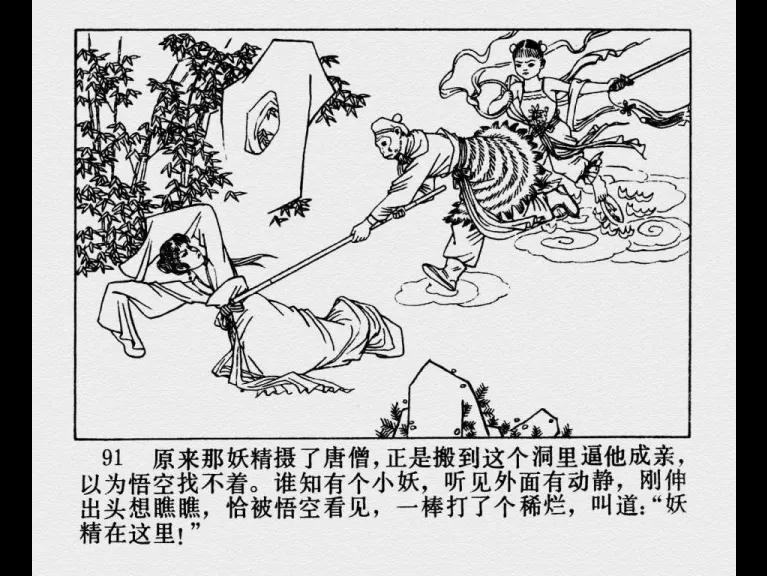 91 原来那妖精摄了唐僧，正是搬到这个洞里逼他成亲，
以为悟空找不着。谁知有个小妖，听见外面有动静，刚伸
出头想瞧瞧，恰被悟空看见，一棒打了个稀烂，叫道：“妖
精在这里！”